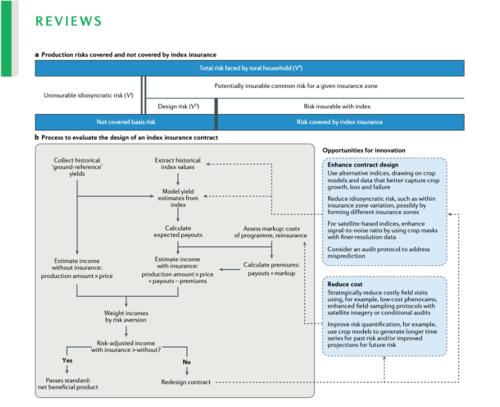 REVIEWS
a Production risks covered and not covered by index insurance
Total risk faced by rural household (Vᵀ)
Uninsurable idiosyncratic risk (Vᴵ)
Potentially insurable common risk for a given insurance zone
Design risk (Vᴰ)
Risk insurable with index
Not covered basis risk
Risk covered by index insurance
b Process to evaluate the design of an index insurance contract
Collect historical
'ground-reference'
yields
Extract historical
index values
Model yield
estimates from
index
Calculate
expected payouts
Assess markup: costs
of programme, reinsurance
Estimate income
without insurance:
production amount × price
Estimate income
with insurance:
production amount × price
+ payouts – premiums
Calculate premiums:
payouts + markup
Weight incomes
by risk aversion
Risk-adjusted income
with insurance > without?
Yes
No
Passes standard:
net beneficial product
Redesign contract
Opportunities for innovation
Enhance contract design
Use alternative indices, drawing on crop
models and data that better capture crop
growth, loss and failure
Reduce idiosyncratic risk, such as within
insurance zone variation, possibly by
forming different insurance zones
For satellite-based indices, enhance
signal-to-noise ratio by using crop masks
with finer-resolution data
Consider an audit protocol to address
misprediction
Reduce cost
Strategically reduce costly field visits
using, for example, low-cost phenocams,
enhanced field-sampling protocols with
satellite imagery or conditional audits
Improve risk quantification, for example,
use crop models to generate longer time
series for past risk and/or improved
projections for future risk